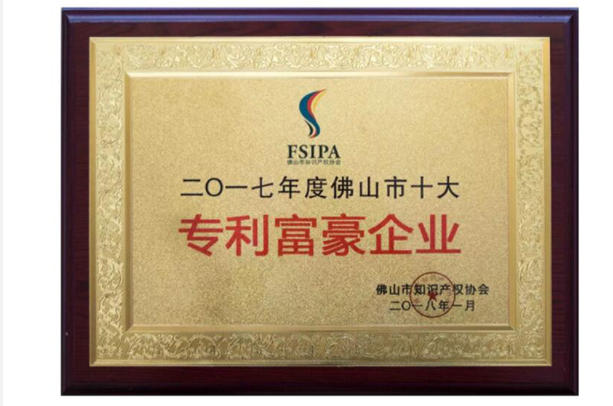 FSIPA
佛山市知识产权协会
二〇一七年度佛山市十大
专利富豪企业
佛山市知识产权协会
二〇一八年一月